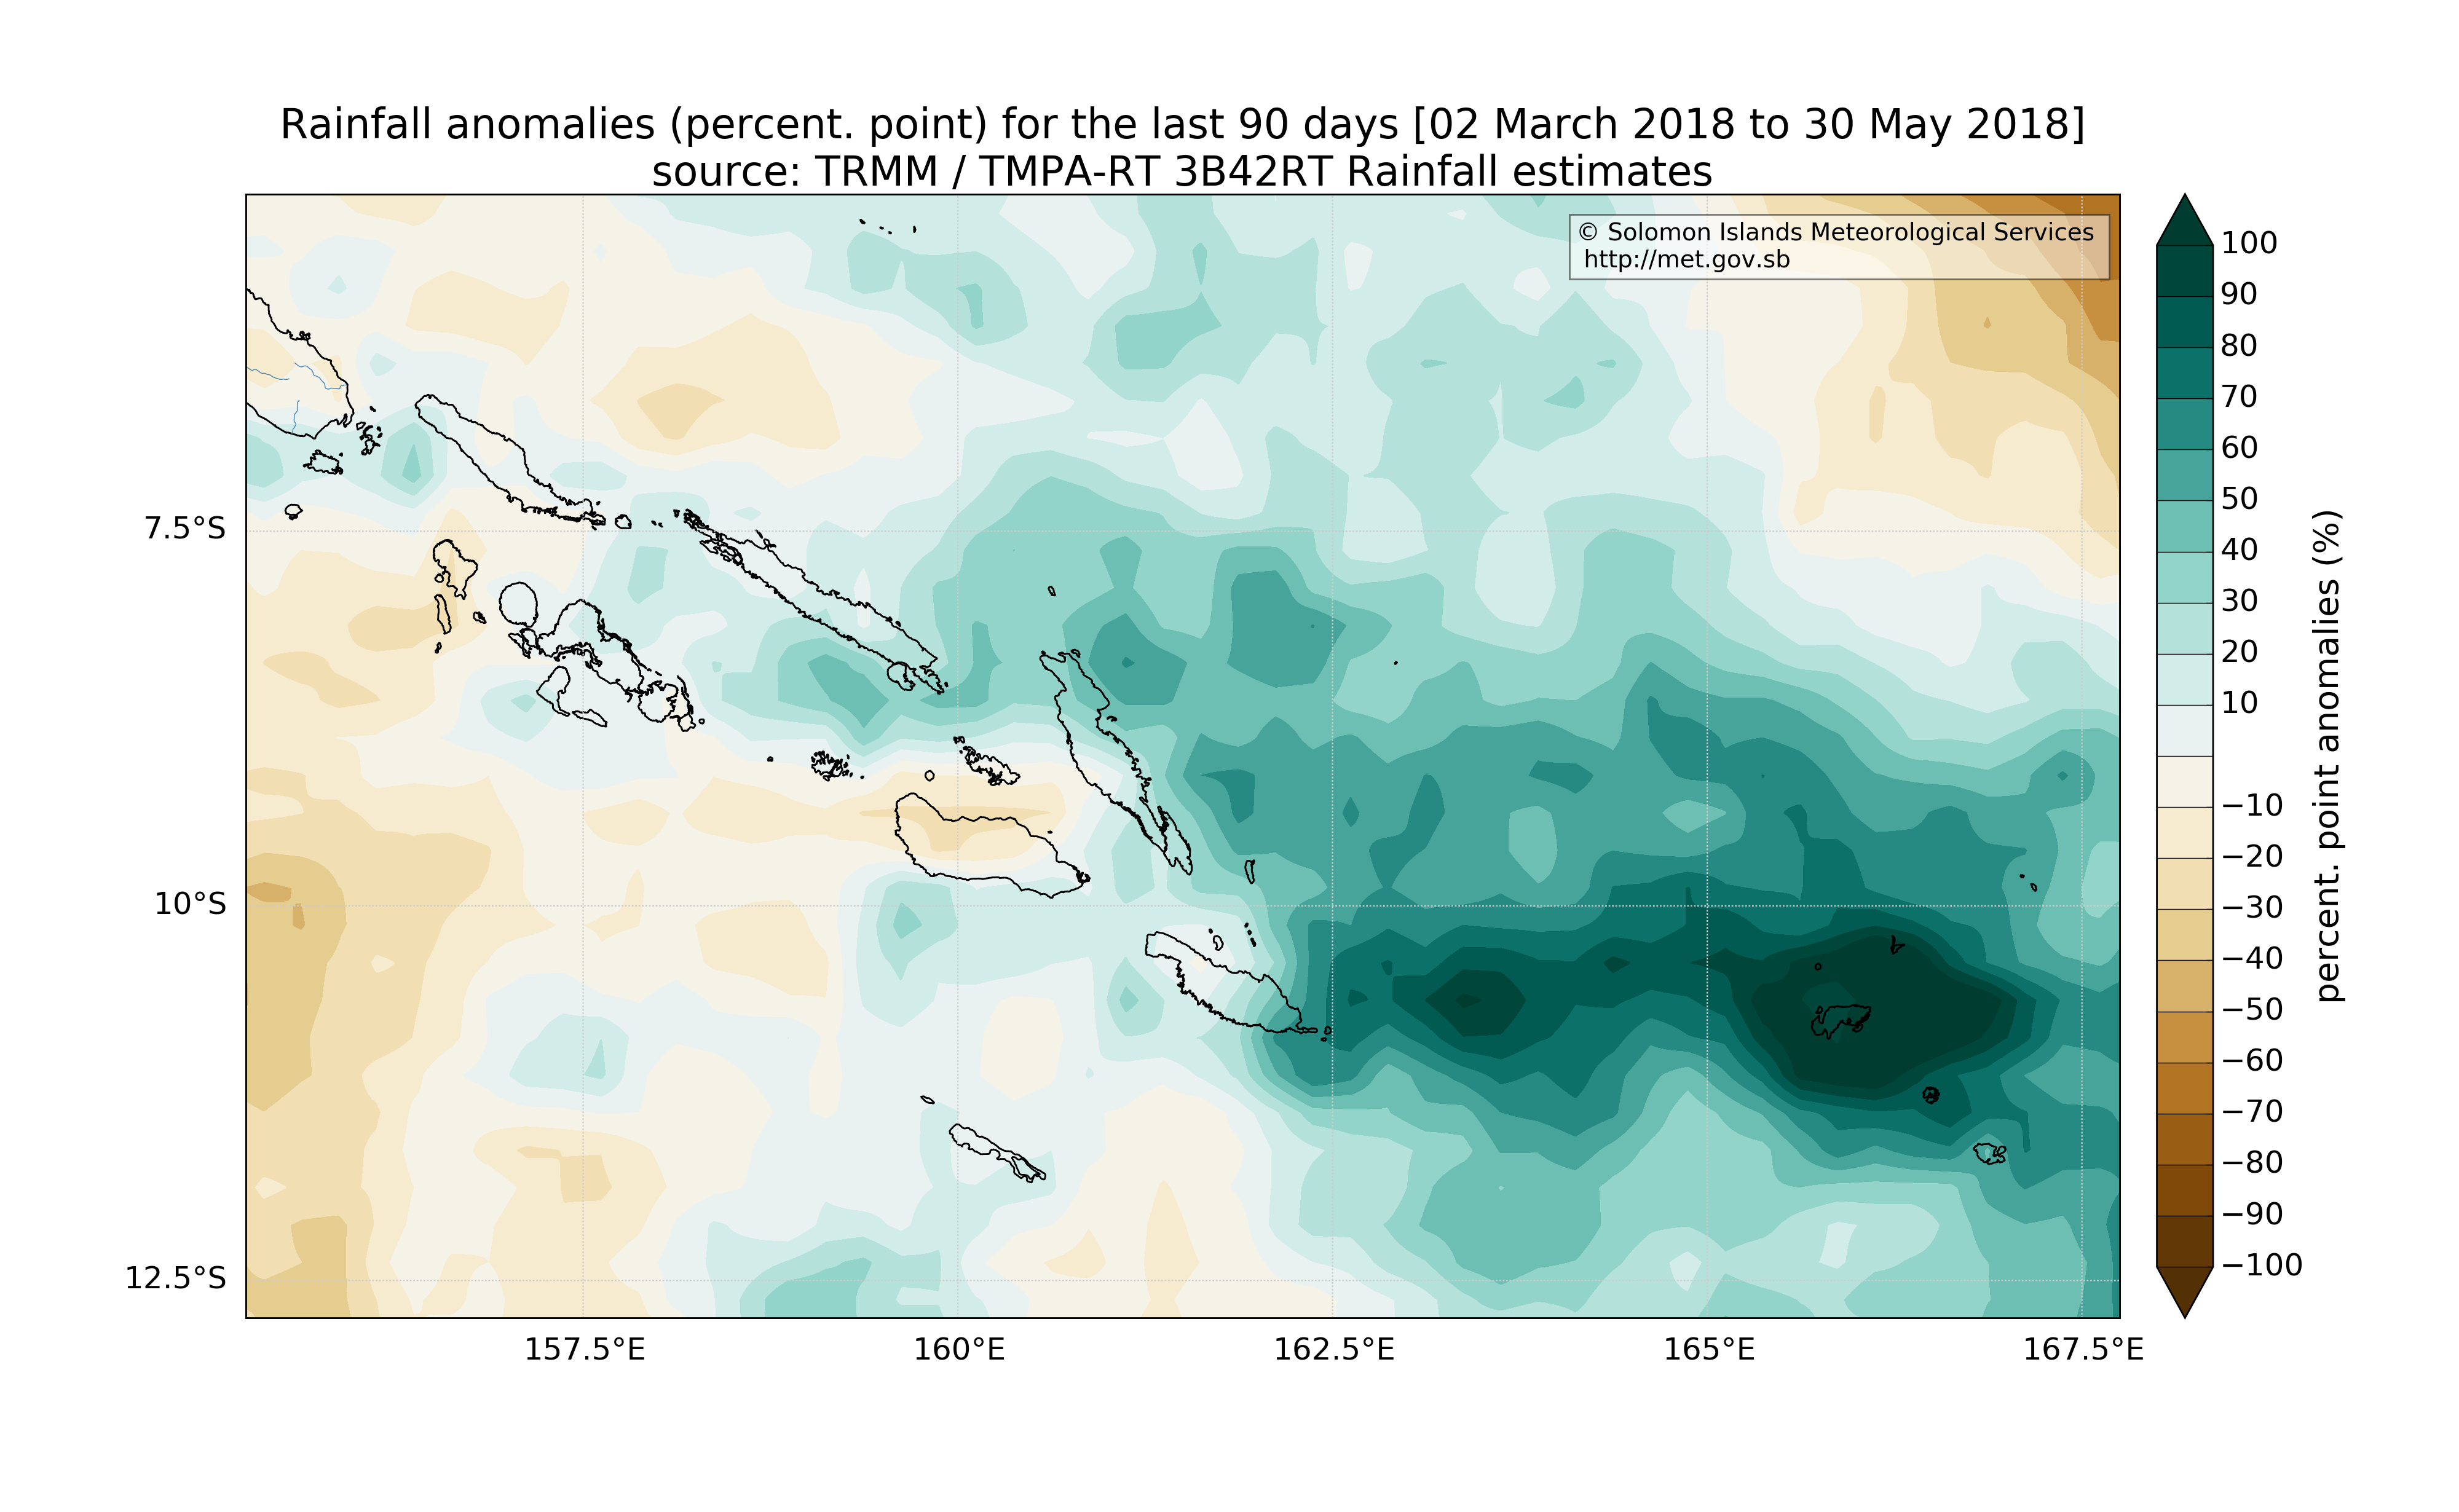 Rainfall anomalies (percent. point) for the last 90 days [02 March 2018 to 30 May 2018]
source: TRMM / TMPA-RT 3B42RT Rainfall estimates
© Solomon Islands Meteorological Services
http://met.gov.sb
7.5°S
10°S
12.5°S
157.5°E
160°E
162.5°E
165°E
167.5°E
100
90
80
70
60
50
40
30
20
10
−10
−20
−30
−40
−50
−60
−70
−80
−90
−100
percent. point anomalies (%)